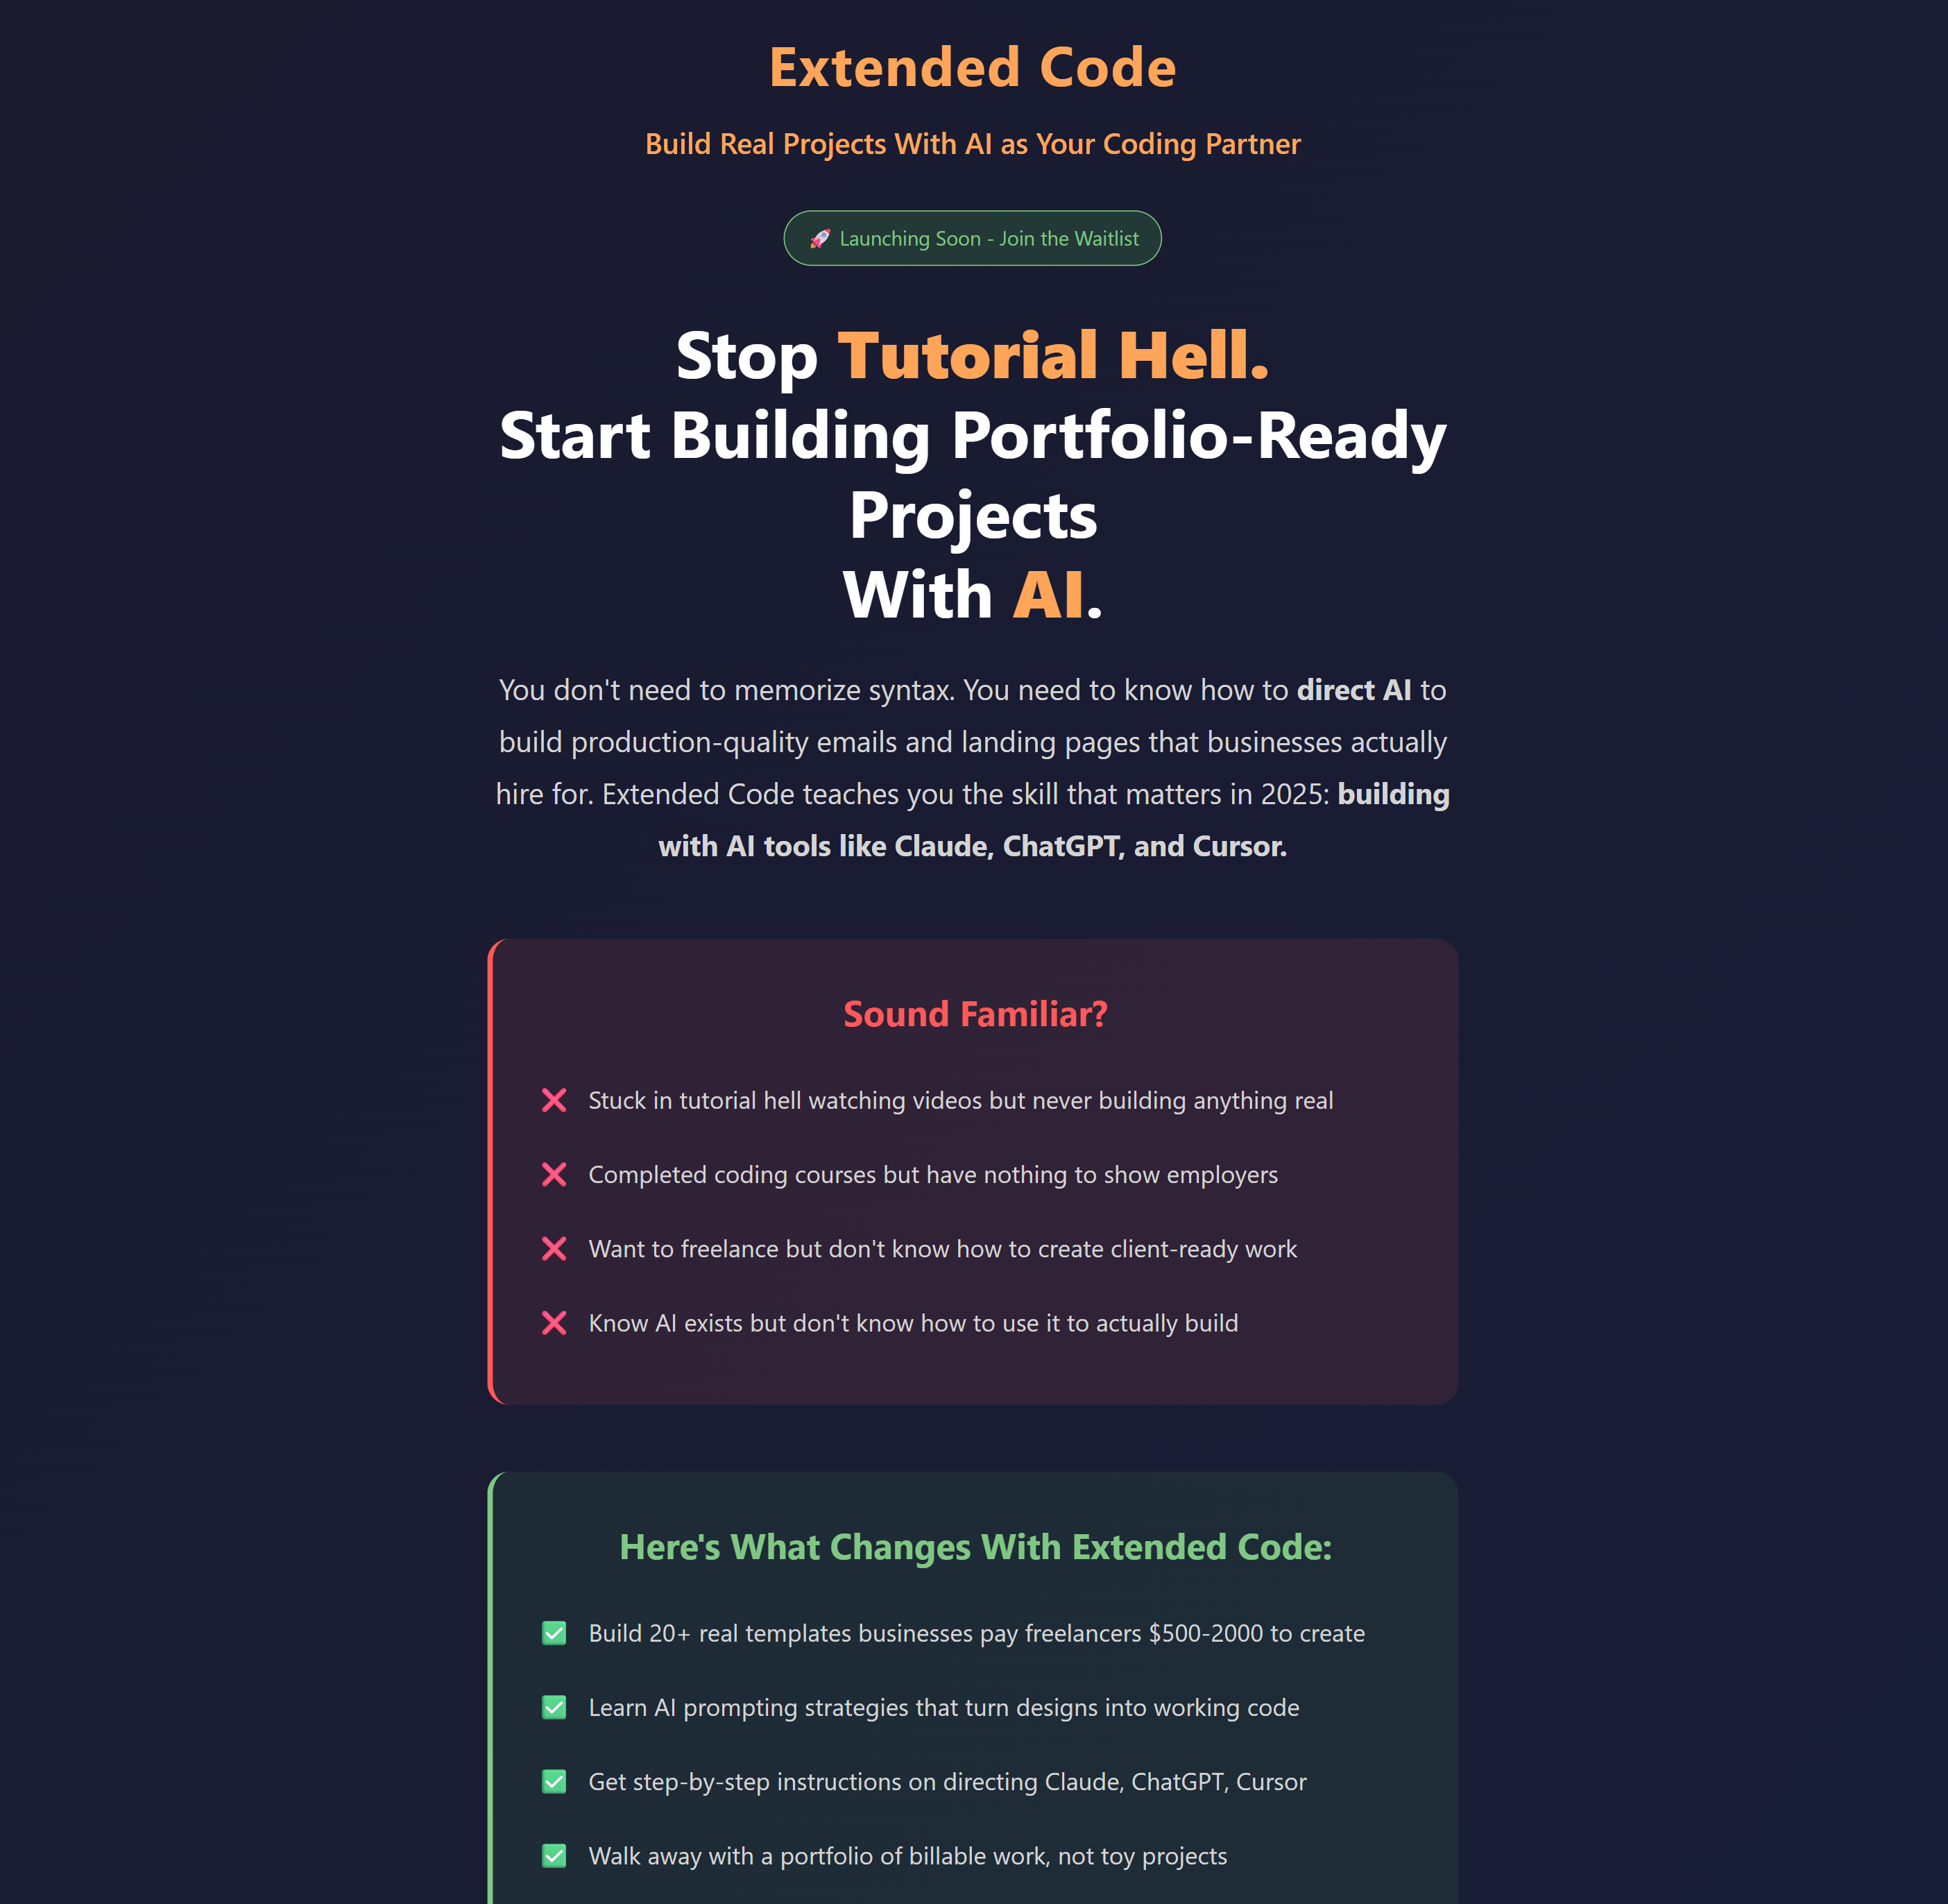 Extended Code
Build Real Projects With AI as Your Coding Partner
🚀 Launching Soon - Join the Waitlist
Stop Tutorial Hell.
Start Building Portfolio-Ready
Projects
With AI.
You don't need to memorize syntax. You need to know how to direct AI to
build production-quality emails and landing pages that businesses actually
hire for. Extended Code teaches you the skill that matters in 2025: building
with AI tools like Claude, ChatGPT, and Cursor.
Sound Familiar?
❌ Stuck in tutorial hell watching videos but never building anything real
❌ Completed coding courses but have nothing to show employers
❌ Want to freelance but don't know how to create client-ready work
❌ Know AI exists but don't know how to use it to actually build
Here's What Changes With Extended Code:
✅ Build 20+ real templates businesses pay freelancers $500-2000 to create
✅ Learn AI prompting strategies that turn designs into working code
✅ Get step-by-step instructions on directing Claude, ChatGPT, Cursor
✅ Walk away with a portfolio of billable work, not toy projects